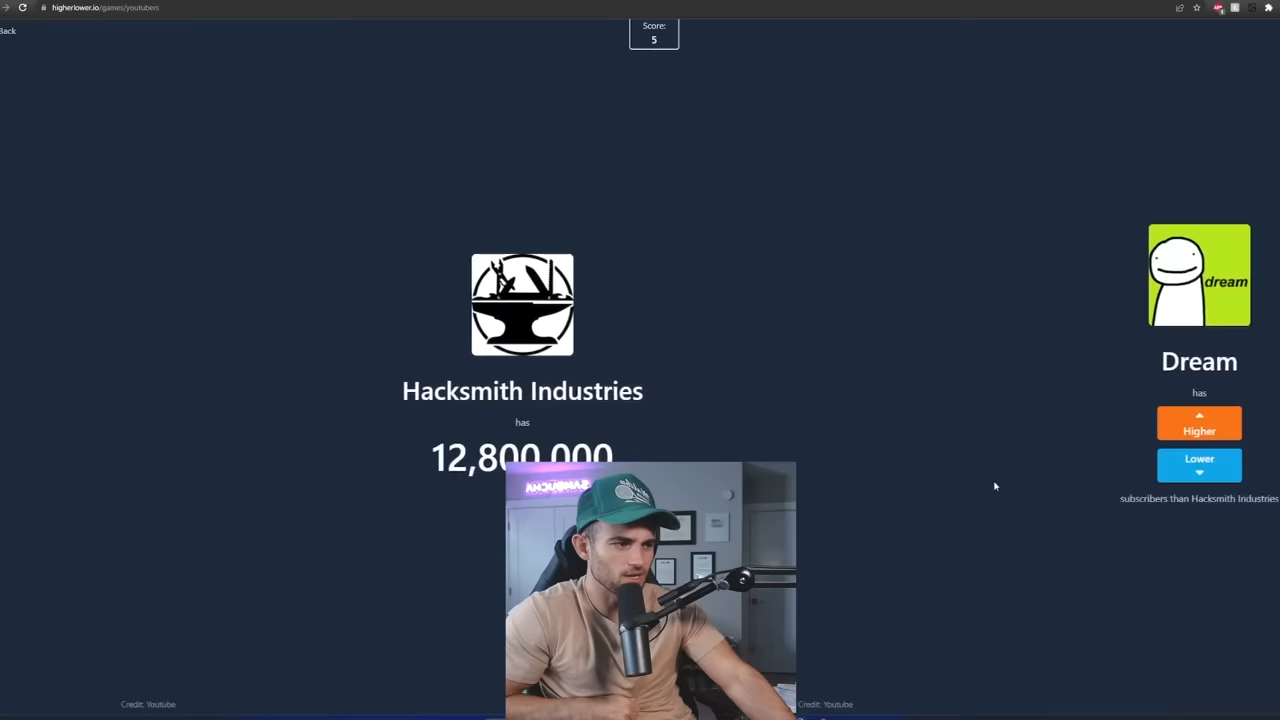 higherlower.io/games/youtubers
Back
Score:
5
Hacksmith Industries
has
12,800,000
dream
Dream
has
Higher
Lower
subscribers than Hacksmith Industries
Credit: Youtube
Credit: Youtube